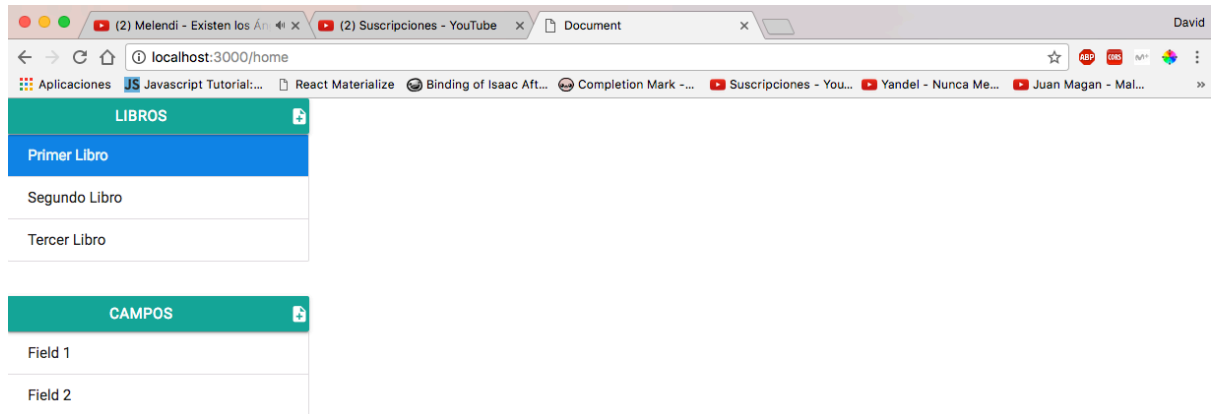 (2) Melendi - Existen los Án
(2) Suscripciones - YouTube
Document
David
localhost:3000/home
ABP
CORS
Aplicaciones
JS Javascript Tutorial:...
React Materialize
Binding of Isaac Aft...
Completion Mark -...
Suscripciones - You...
Yandel - Nunca Me...
Juan Magan - Mal...
»
LIBROS
Primer Libro
Segundo Libro
Tercer Libro
CAMPOS
Field 1
Field 2